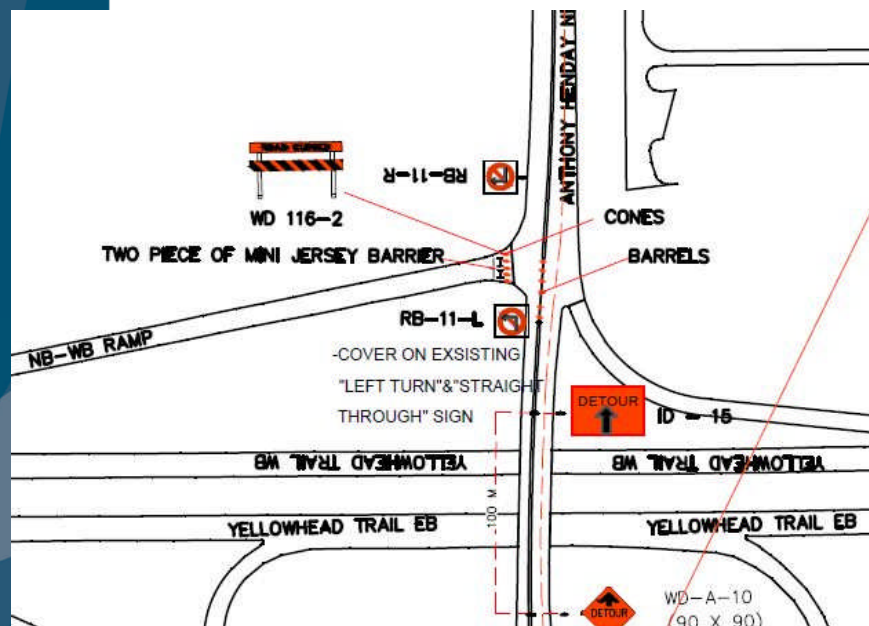 ANTHONY HENDAY
ROAD CLOSED
RB-11-R
WD 116-2
CONES
TWO PIECE OF MINI JERSEY BARRIER
BARRELS
RB-11-L
NB-WB RAMP
-COVER ON EXSISTING
"LEFT TURN"&"STRAIGHT
THROUGH" SIGN
DETOUR
ID - 15
YELLOWHEAD TRAIL WB
YELLOWHEAD TRAIL WB
100 M
YELLOWHEAD TRAIL EB
YELLOWHEAD TRAIL EB
DETOUR
WD-A-10
(90 X 90)